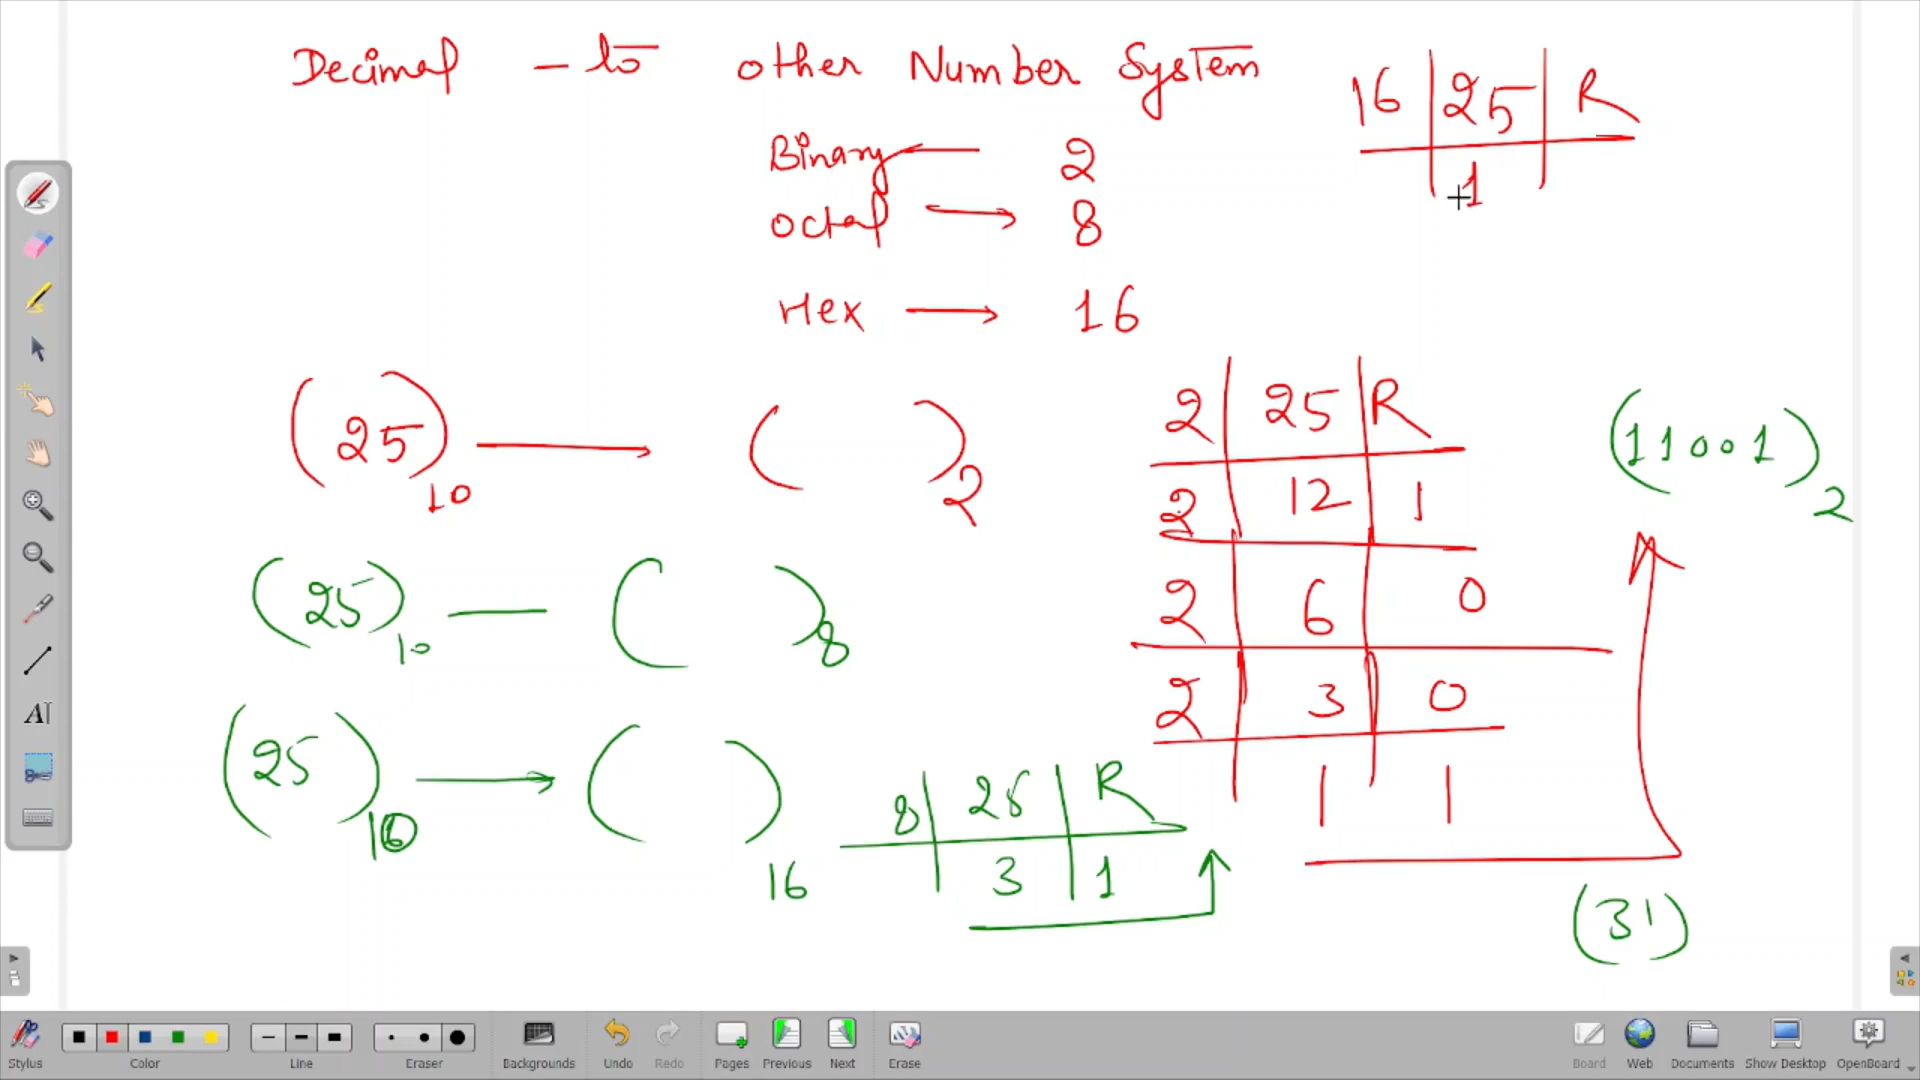 Decimal - to other Number System
Binary — 2
Octal → 8
Hex → 16
16 | 25 | R
1
(25)10 → ( )2
2 | 25 | R
2 | 12 | 1
2 | 6 | 0
2 | 3 | 0
1 | 1
(11001)2
(25)10 — ( )8
(25)10 → ( )16
8 | 25 | R
3 | 1
(31)
Stylus
Color
Line
Eraser
Backgrounds
Undo
Redo
Pages
Previous
Next
Erase
Board
Web
Documents
Show Desktop
OpenBoard